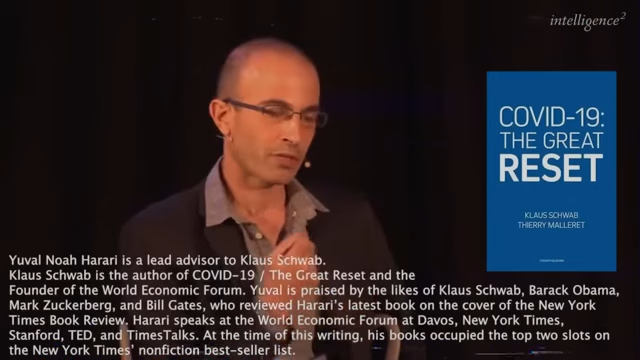 intelligence²
COVID-19:
THE GREAT
RESET
KLAUS SCHWAB
THIERRY MALLERET
Yuval Noah Harari is a lead advisor to Klaus Schwab.
Klaus Schwab is the author of COVID-19 / The Great Reset and the
Founder of the World Economic Forum. Yuval is praised by the likes of Klaus Schwab, Barack Obama,
Mark Zuckerberg, and Bill Gates, who reviewed Harari's latest book on the cover of the New York
Times Book Review. Harari speaks at the World Economic Forum at Davos, New York Times,
Stanford, TED, and TimesTalks. At the time of this writing, his books occupied the top two slots on
the New York Times' nonfiction best-seller list.